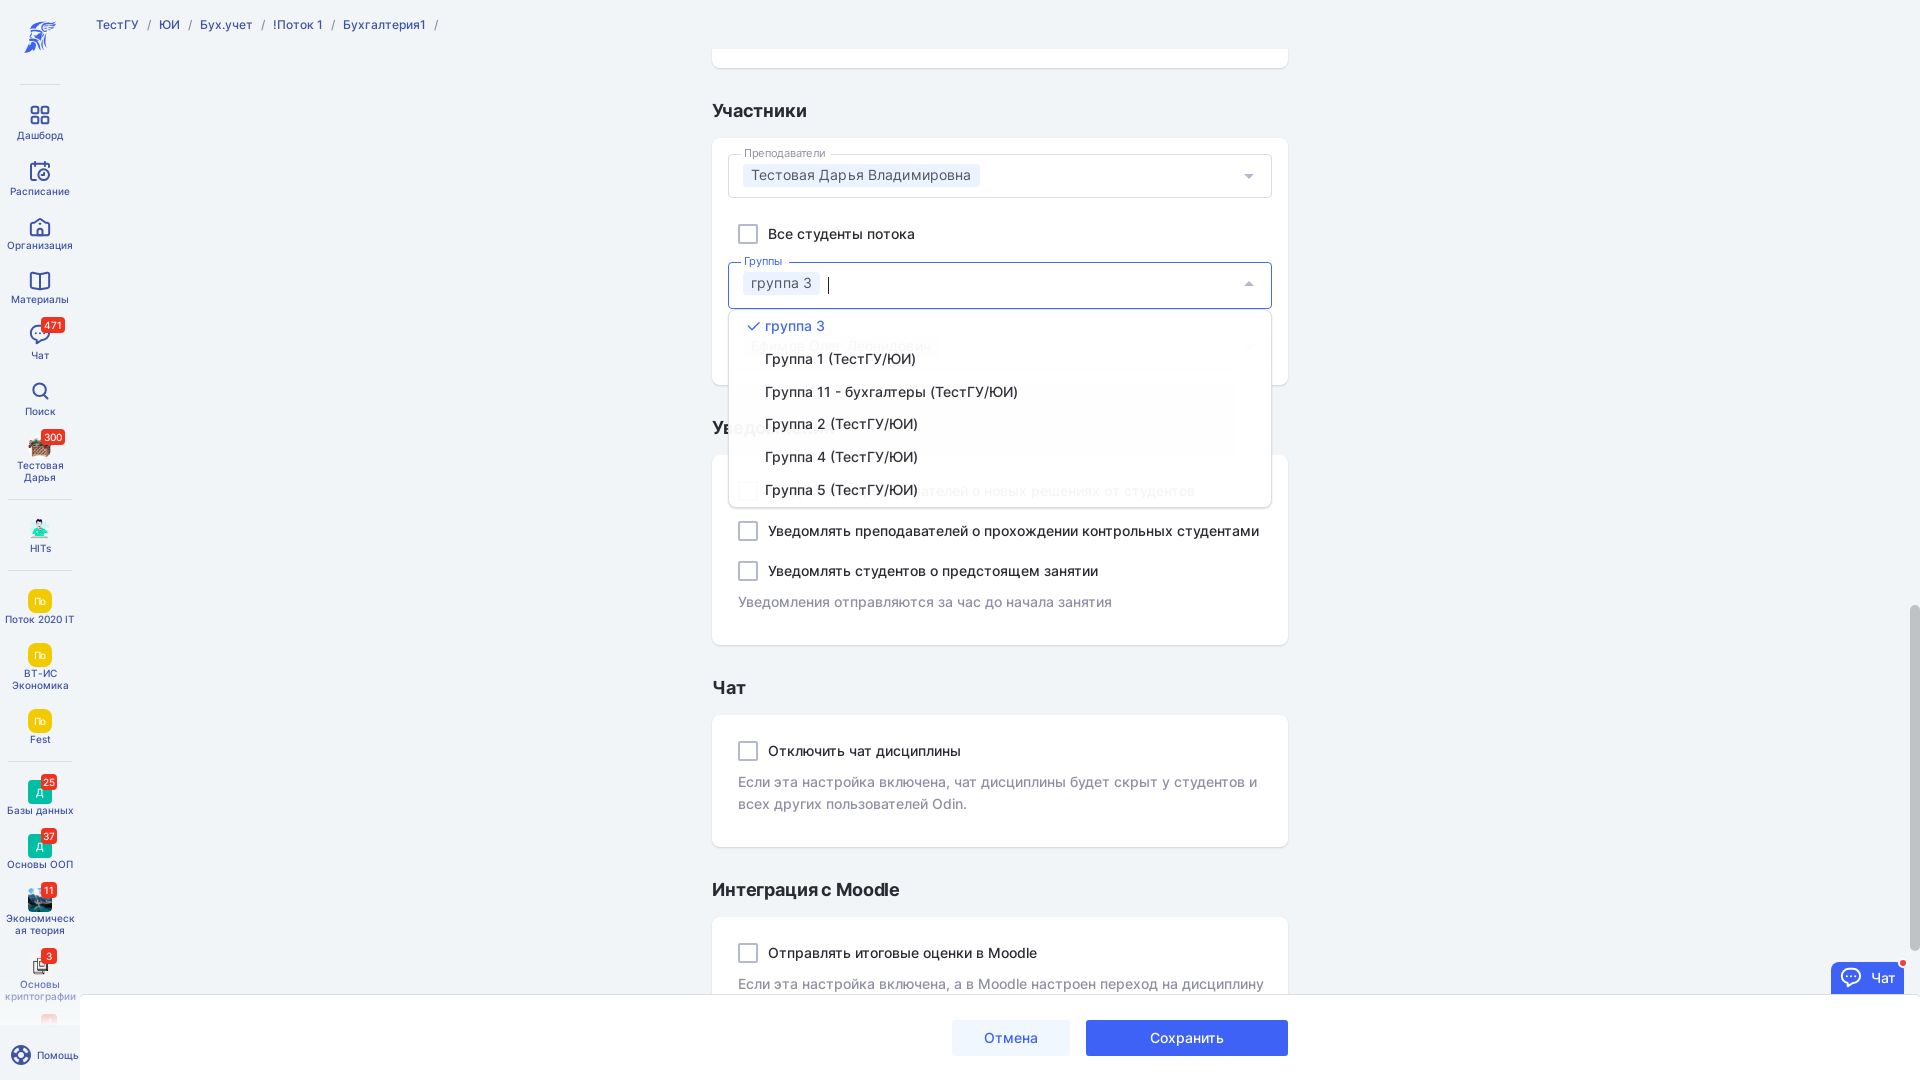 ТестГУ / ЮИ / Бух.учет / !Поток 1 / Бухгалтерия1 /
Дашборд
Расписание
Организация
Материалы
471
Чат
Поиск
300
Тестовая
Дарья
HITs
По
Поток 2020 IT
По
ВТ-ИС
Экономика
По
Fest
25
Д
Базы данных
37
Д
Основы ООП
11
Экономическ
ая теория
3
Основы
криптографии
Помощь
Участники
Преподаватели
Тестовая Дарья Владимировна
Все студенты потока
Группы
группа 3
группа 3
Группа 1 (ТестГУ/ЮИ)
Группа 11 - бухгалтеры (ТестГУ/ЮИ)
Группа 2 (ТестГУ/ЮИ)
Группа 4 (ТестГУ/ЮИ)
Группа 5 (ТестГУ/ЮИ)
о новых решениях от студентов
Уведомлять преподавателей о прохождении контрольных студентами
Уведомлять студентов о предстоящем занятии
Уведомления отправляются за час до начала занятия
Чат
Отключить чат дисциплины
Если эта настройка включена, чат дисциплины будет скрыт у студентов и
всех других пользователей Odin.
Интеграция с Moodle
Отправлять итоговые оценки в Moodle
Если эта настройка включена, а в Moodle настроен переход на дисциплину
Чат
Отмена
Сохранить